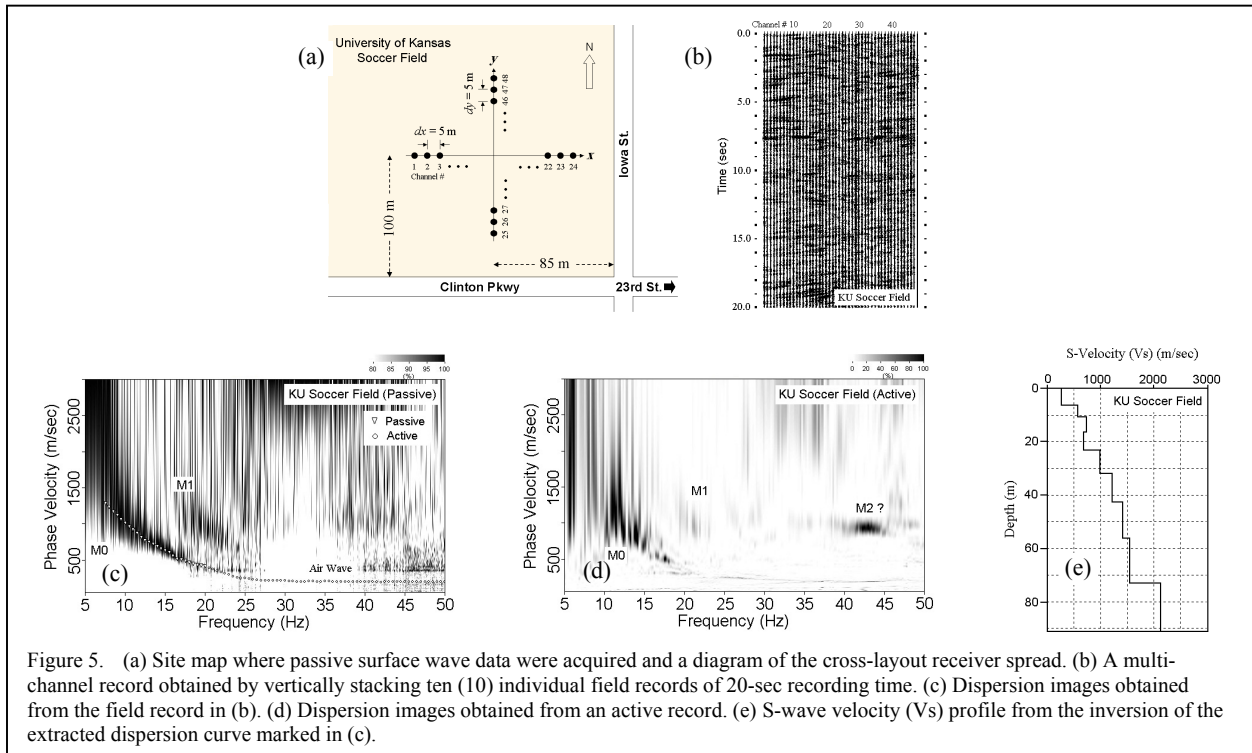 (a)
University of Kansas
Soccer Field
N
y
46 47 48
dy = 5 m
dx = 5 m
x
1 2 3
Channel #
22 23 24
25 26 27
100 m
85 m
Iowa St.
Clinton Pkwy
23rd St.
(b)
Channel # 10 20 30 40
0.0
5.0
10.0
15.0
20.0
Time (sec)
KU Soccer Field
80 85 90 95 100
(%)
KU Soccer Field (Passive)
Passive
Active
M1
M0
Air Wave
(c)
Phase Velocity (m/sec)
2500
1500
500
5 10 15 20 25 30 35 40 45 50
Frequency (Hz)
0 20 40 60 80 100
(%)
KU Soccer Field (Active)
M1
M2 ?
M0
(d)
Phase Velocity (m/sec)
2500
1500
500
5 10 15 20 25 30 35 40 45 50
Frequency (Hz)
S-Velocity (Vs) (m/sec)
0 1000 2000 3000
KU Soccer Field
0
20
40
60
80
Depth (m)
(e)
Figure 5. (a) Site map where passive surface wave data were acquired and a diagram of the cross-layout receiver spread. (b) A multi-
channel record obtained by vertically stacking ten (10) individual field records of 20-sec recording time. (c) Dispersion images obtained
from the field record in (b). (d) Dispersion images obtained from an active record. (e) S-wave velocity (Vs) profile from the inversion of the
extracted dispersion curve marked in (c).